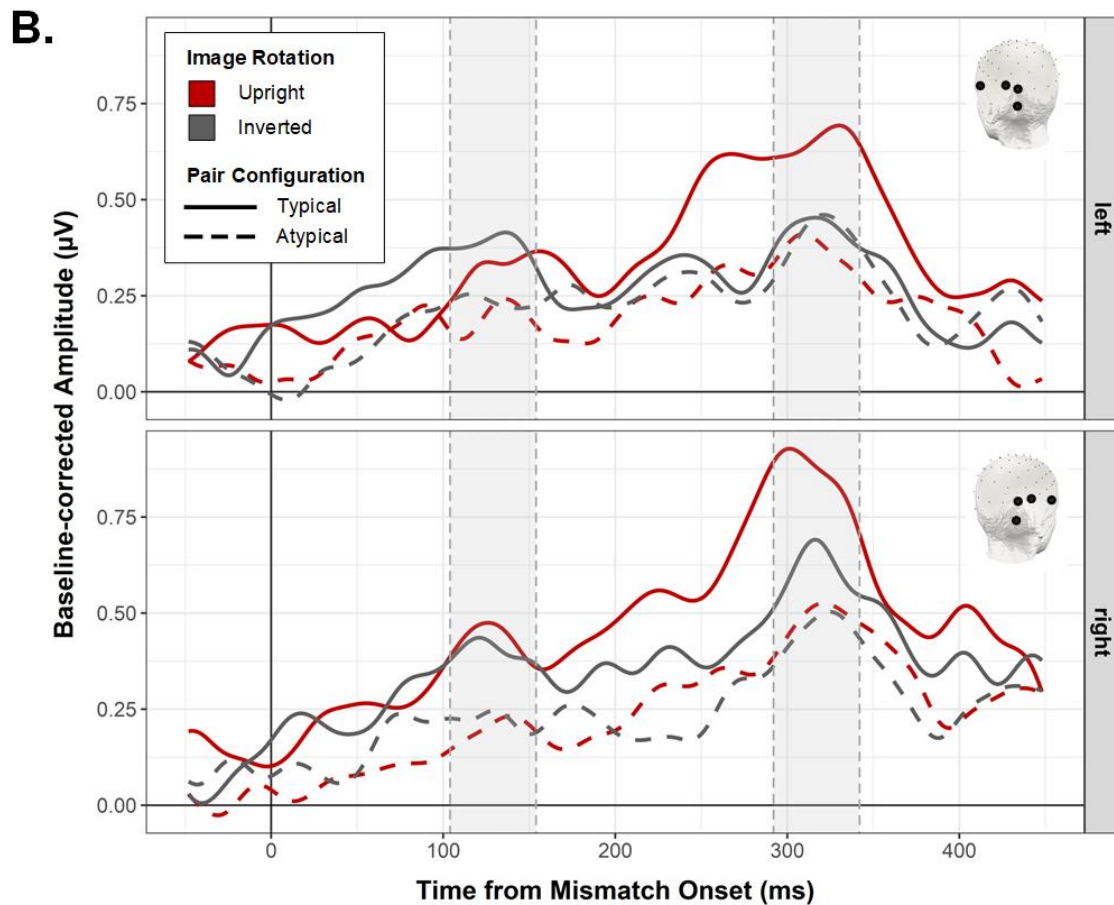 B.
Image Rotation
Upright
Inverted
Pair Configuration
Typical
Atypical
Baseline-corrected Amplitude (µV)
0.75
0.50
0.25
0.00
left
0.75
0.50
0.25
0.00
right
0
100
200
300
400
Time from Mismatch Onset (ms)